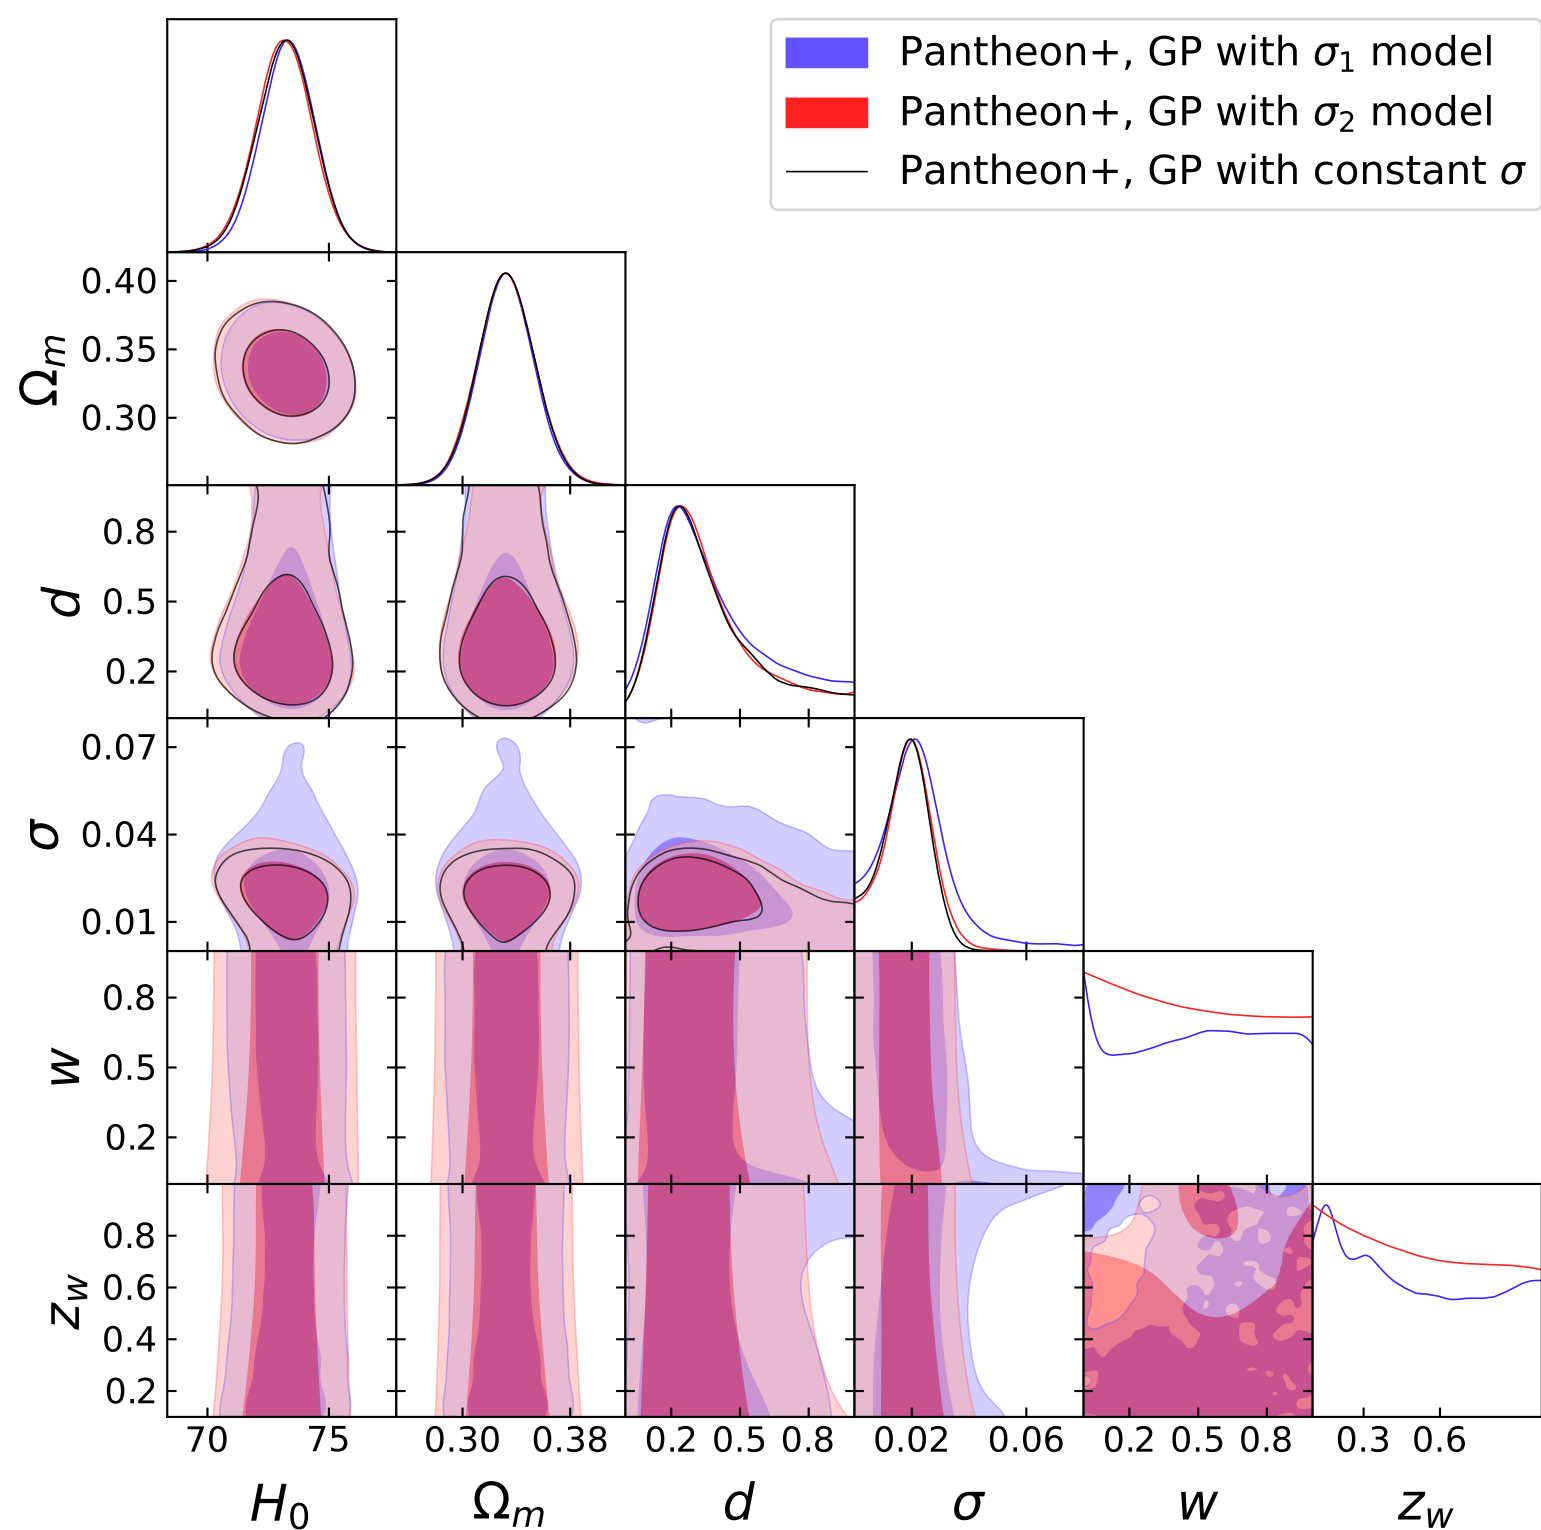 Pantheon+, GP with σ₁ model
Pantheon+, GP with σ₂ model
Pantheon+, GP with constant σ
0.40
0.35
0.30
Ωₘ
0.8
0.5
0.2
d
0.07
0.04
0.01
σ
0.8
0.5
0.2
w
0.8
0.6
0.4
0.2
z_w
70 75 0.30 0.38 0.2 0.5 0.8 0.02 0.06 0.2 0.5 0.8 0.3 0.6
H₀ Ωₘ d σ w z_w